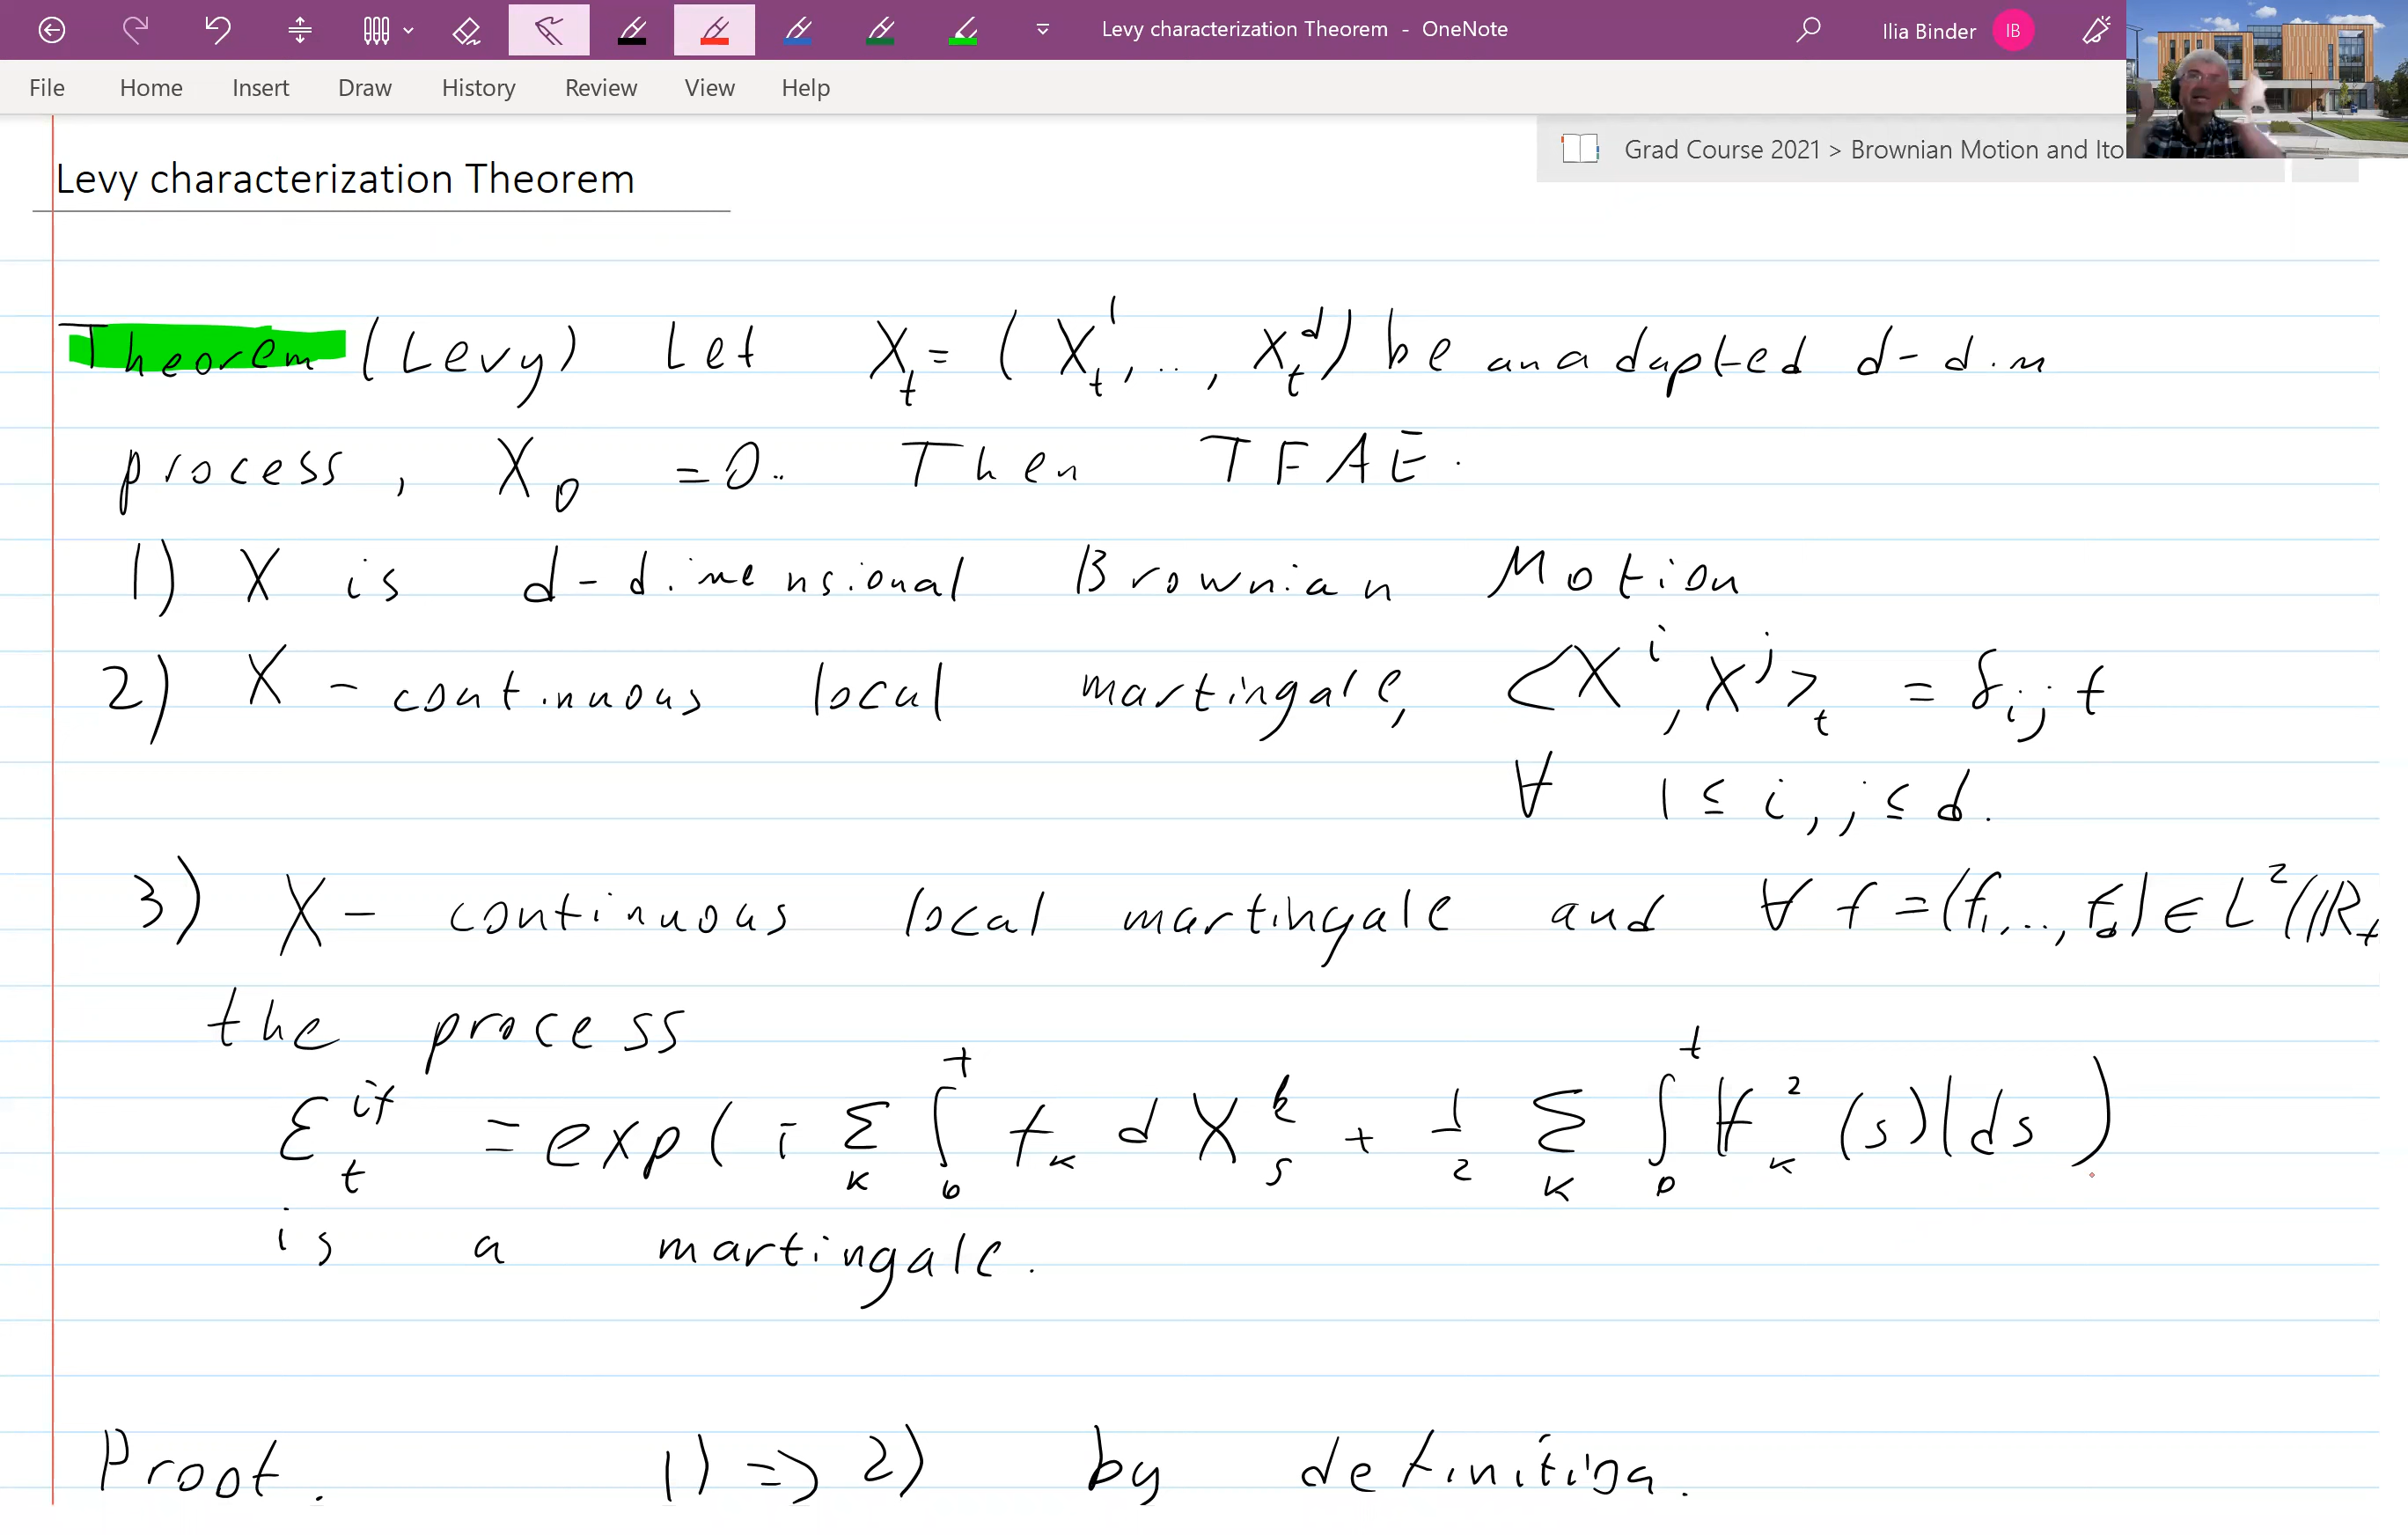 Levy characterization Theorem - OneNote
Ilia Binder IB
File Home Insert Draw History Review View Help
Grad Course 2021 > Brownian Motion and Ito
Levy characterization Theorem
Theorem (Levy) Let X_t = (X_t^1, .., X_t^d) be an adapted d-dim
process, X_0 = 0. Then TFAE.
1) X is d-dimensional Brownian Motion
2) X - continuous local martingale, <X^i, X^j>_t = δ_ij t
∀ 1 ≤ i, j ≤ d.
3) X - continuous local martingale and ∀ f = (f_1, .., f_d) ∈ L^2(ℝ_+
the process
Ɛ_t^{if} = exp( i Σ_k ∫_0^t f_k dX_s^k + 1/2 Σ_k ∫_0^t |f_k^2(s)| ds )
is a martingale.
Proof. 1) => 2) by definition.